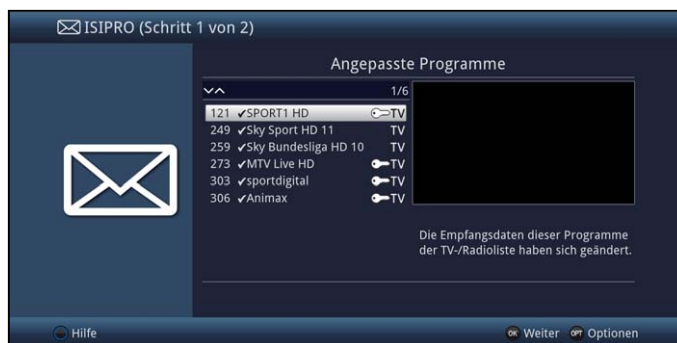 ISIPRO (Schritt 1 von 2)
Angepasste Programme
1/6
121 ✔SPORT1 HD TV
249 ✔Sky Sport HD 11 TV
259 ✔Sky Bundesliga HD 10 TV
273 ✔MTV Live HD TV
303 ✔sportdigital TV
306 ✔Animax TV
Die Empfangsdaten dieser Programme
der TV-/Radioliste haben sich geändert.
Hilfe
OK Weiter OPT Optionen